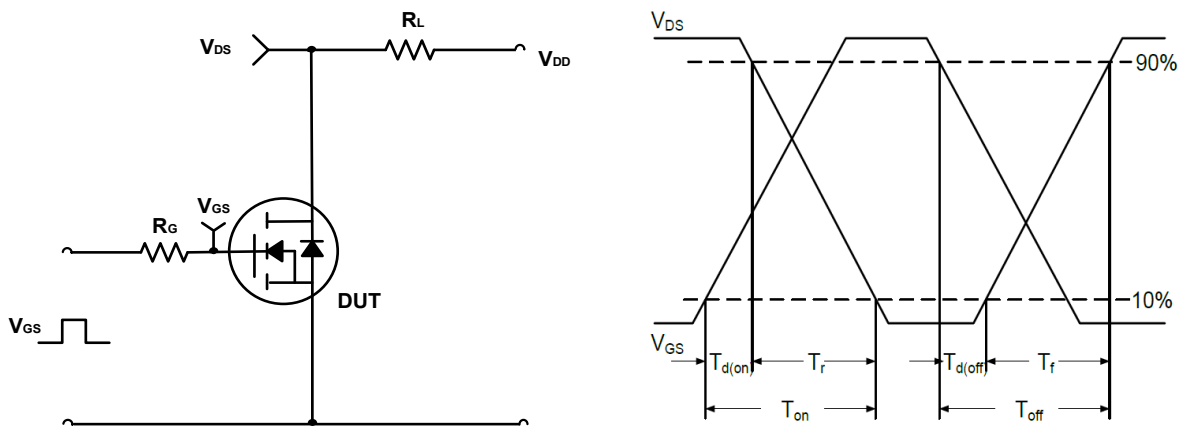 RL
VDS
VDD
VGS
RG
DUT
VGS
VDS
90%
10%
VGS
Td(on)
Tr
Td(off)
Tf
Ton
Toff